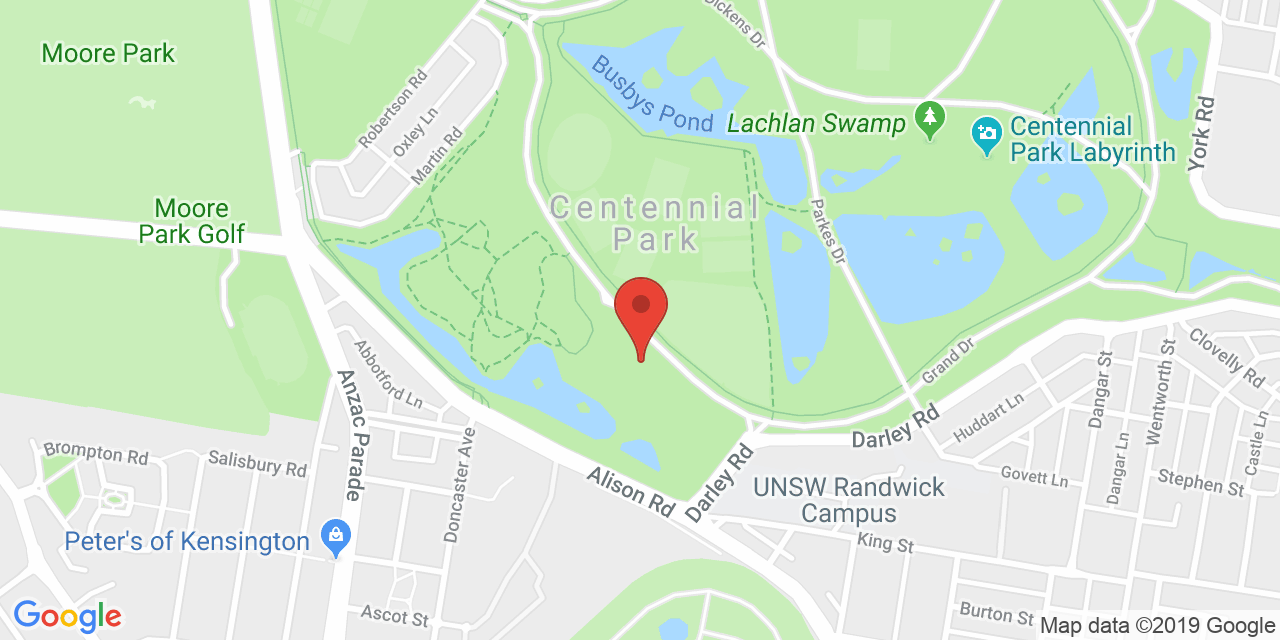 Moore Park
Robertson Rd
Oxley Ln
Martin Rd
Dickens Dr
Busbys Pond
Lachlan Swamp
Centennial
Park Labyrinth
York Rd
Moore
Park Golf
Centennial
Park
Parkes Dr
Abbotford Ln
Anzac Parade
Grand Dr
Clovelly Rd
Dangar St
Wentworth St
Huddart Ln
Darley Rd
Castle Ln
Brompton Rd
Salisbury Rd
Doncaster Ave
Alison Rd
Darley Rd
UNSW Randwick
Campus
Govett Ln
Dangar Ln
Stephen St
Peter's of Kensington
King St
Ascot St
Burton St
Google
Map data ©2019 Google